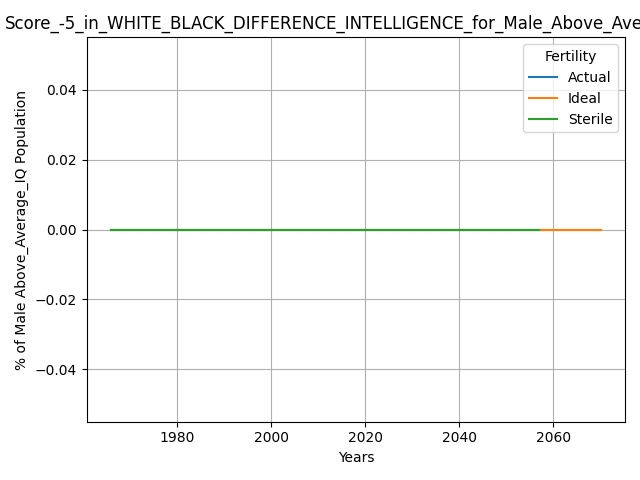 Score_-5_in_WHITE_BLACK_DIFFERENCE_INTELLIGENCE_for_Male_Above_Ave
Fertility
Actual
Ideal
Sterile
% of Male Above_Average_IQ Population
0.04
0.02
0.00
−0.02
−0.04
1980 2000 2020 2040 2060
Years